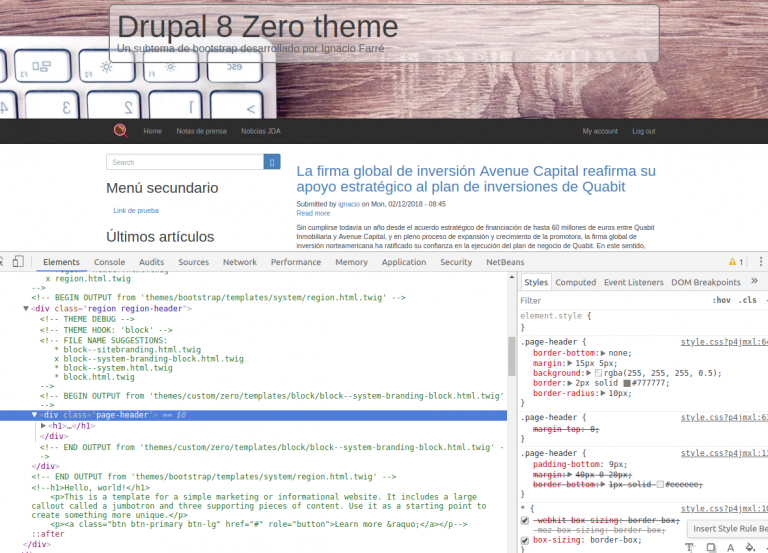 Drupal 8 Zero theme
Un subtema de bootstrap desarrollado por Ignacio Farré
esc
Home Notas de prensa Noticias JDA My account Log out
Search
Menú secundario
Link de prueba
Últimos artículos
La firma global de inversión Avenue Capital reafirma su
apoyo estratégico al plan de inversiones de Quabit
Submitted by ignacio on Mon, 02/12/2018 - 08:45
Read more
Sin cumplirse todavía un año desde el acuerdo estratégico de financiación de hasta 60 millones de euros entre Quabit
Inmobiliaria y Avenue Capital, y en pleno proceso de expansión y crecimiento de la promotora, la firma global de
inversión norteamericana ha ratificado su confianza en la ejecución del plan de negocio de Quabit. En este sentido,
Elements Console Audits Sources Network Performance Memory Application Security NetBeans 1
x region.html.twig
-->
<!-- BEGIN OUTPUT from 'themes/bootstrap/templates/system/region.html.twig' -->
▼<div class="region region-header">
<!-- THEME DEBUG -->
<!-- THEME HOOK: 'block' -->
<!-- FILE NAME SUGGESTIONS:
* block--sitebranding.html.twig
x block--system-branding-block.html.twig
* block--system.html.twig
* block.html.twig
-->
<!-- BEGIN OUTPUT from 'themes/custom/zero/templates/block/block--system-branding-block.html.twig'
-->
▼<div class="page-header"> == $0
▶<h1>…</h1>
</div>
<!-- END OUTPUT from 'themes/custom/zero/templates/block/block--system-branding-block.html.twig' -
->
</div>
<!-- END OUTPUT from 'themes/bootstrap/templates/system/region.html.twig' -->
<!--h1>Hello, world!</h1>
<p>This is a template for a simple marketing or informational website. It includes a large
callout called a jumbotron and three supporting pieces of content. Use it as a starting point to
create something more unique.</p>
<p><a class="btn btn-primary btn-lg" href="#" role="button">Learn more &raquo;</a></p-->
::after
</div>
Styles Computed Event Listeners DOM Breakpoints »
Filter :hov .cls
element.style {
}
.page-header { style.css?p4jmxl:64
border-bottom:▶ none;
margin:▶ 15px 5px;
background:▶ rgba(255, 255, 255, 0.5);
border:▶ 2px solid #777777;
border-radius:▶ 10px;
}
.page-header { style.css?p4jmxl:63
margin-top: 0;
}
.page-header { style.css?p4jmxl:13
padding-bottom: 9px;
margin:▶ 40px 0 20px;
border-bottom:▶ 1px solid #eeeeee;
}
* { style.css?p4jmxl:10
-webkit-box-sizing: border-box;
-moz-box-sizing: border-box;
box-sizing: border-box;
}
Insert Style Rule Be